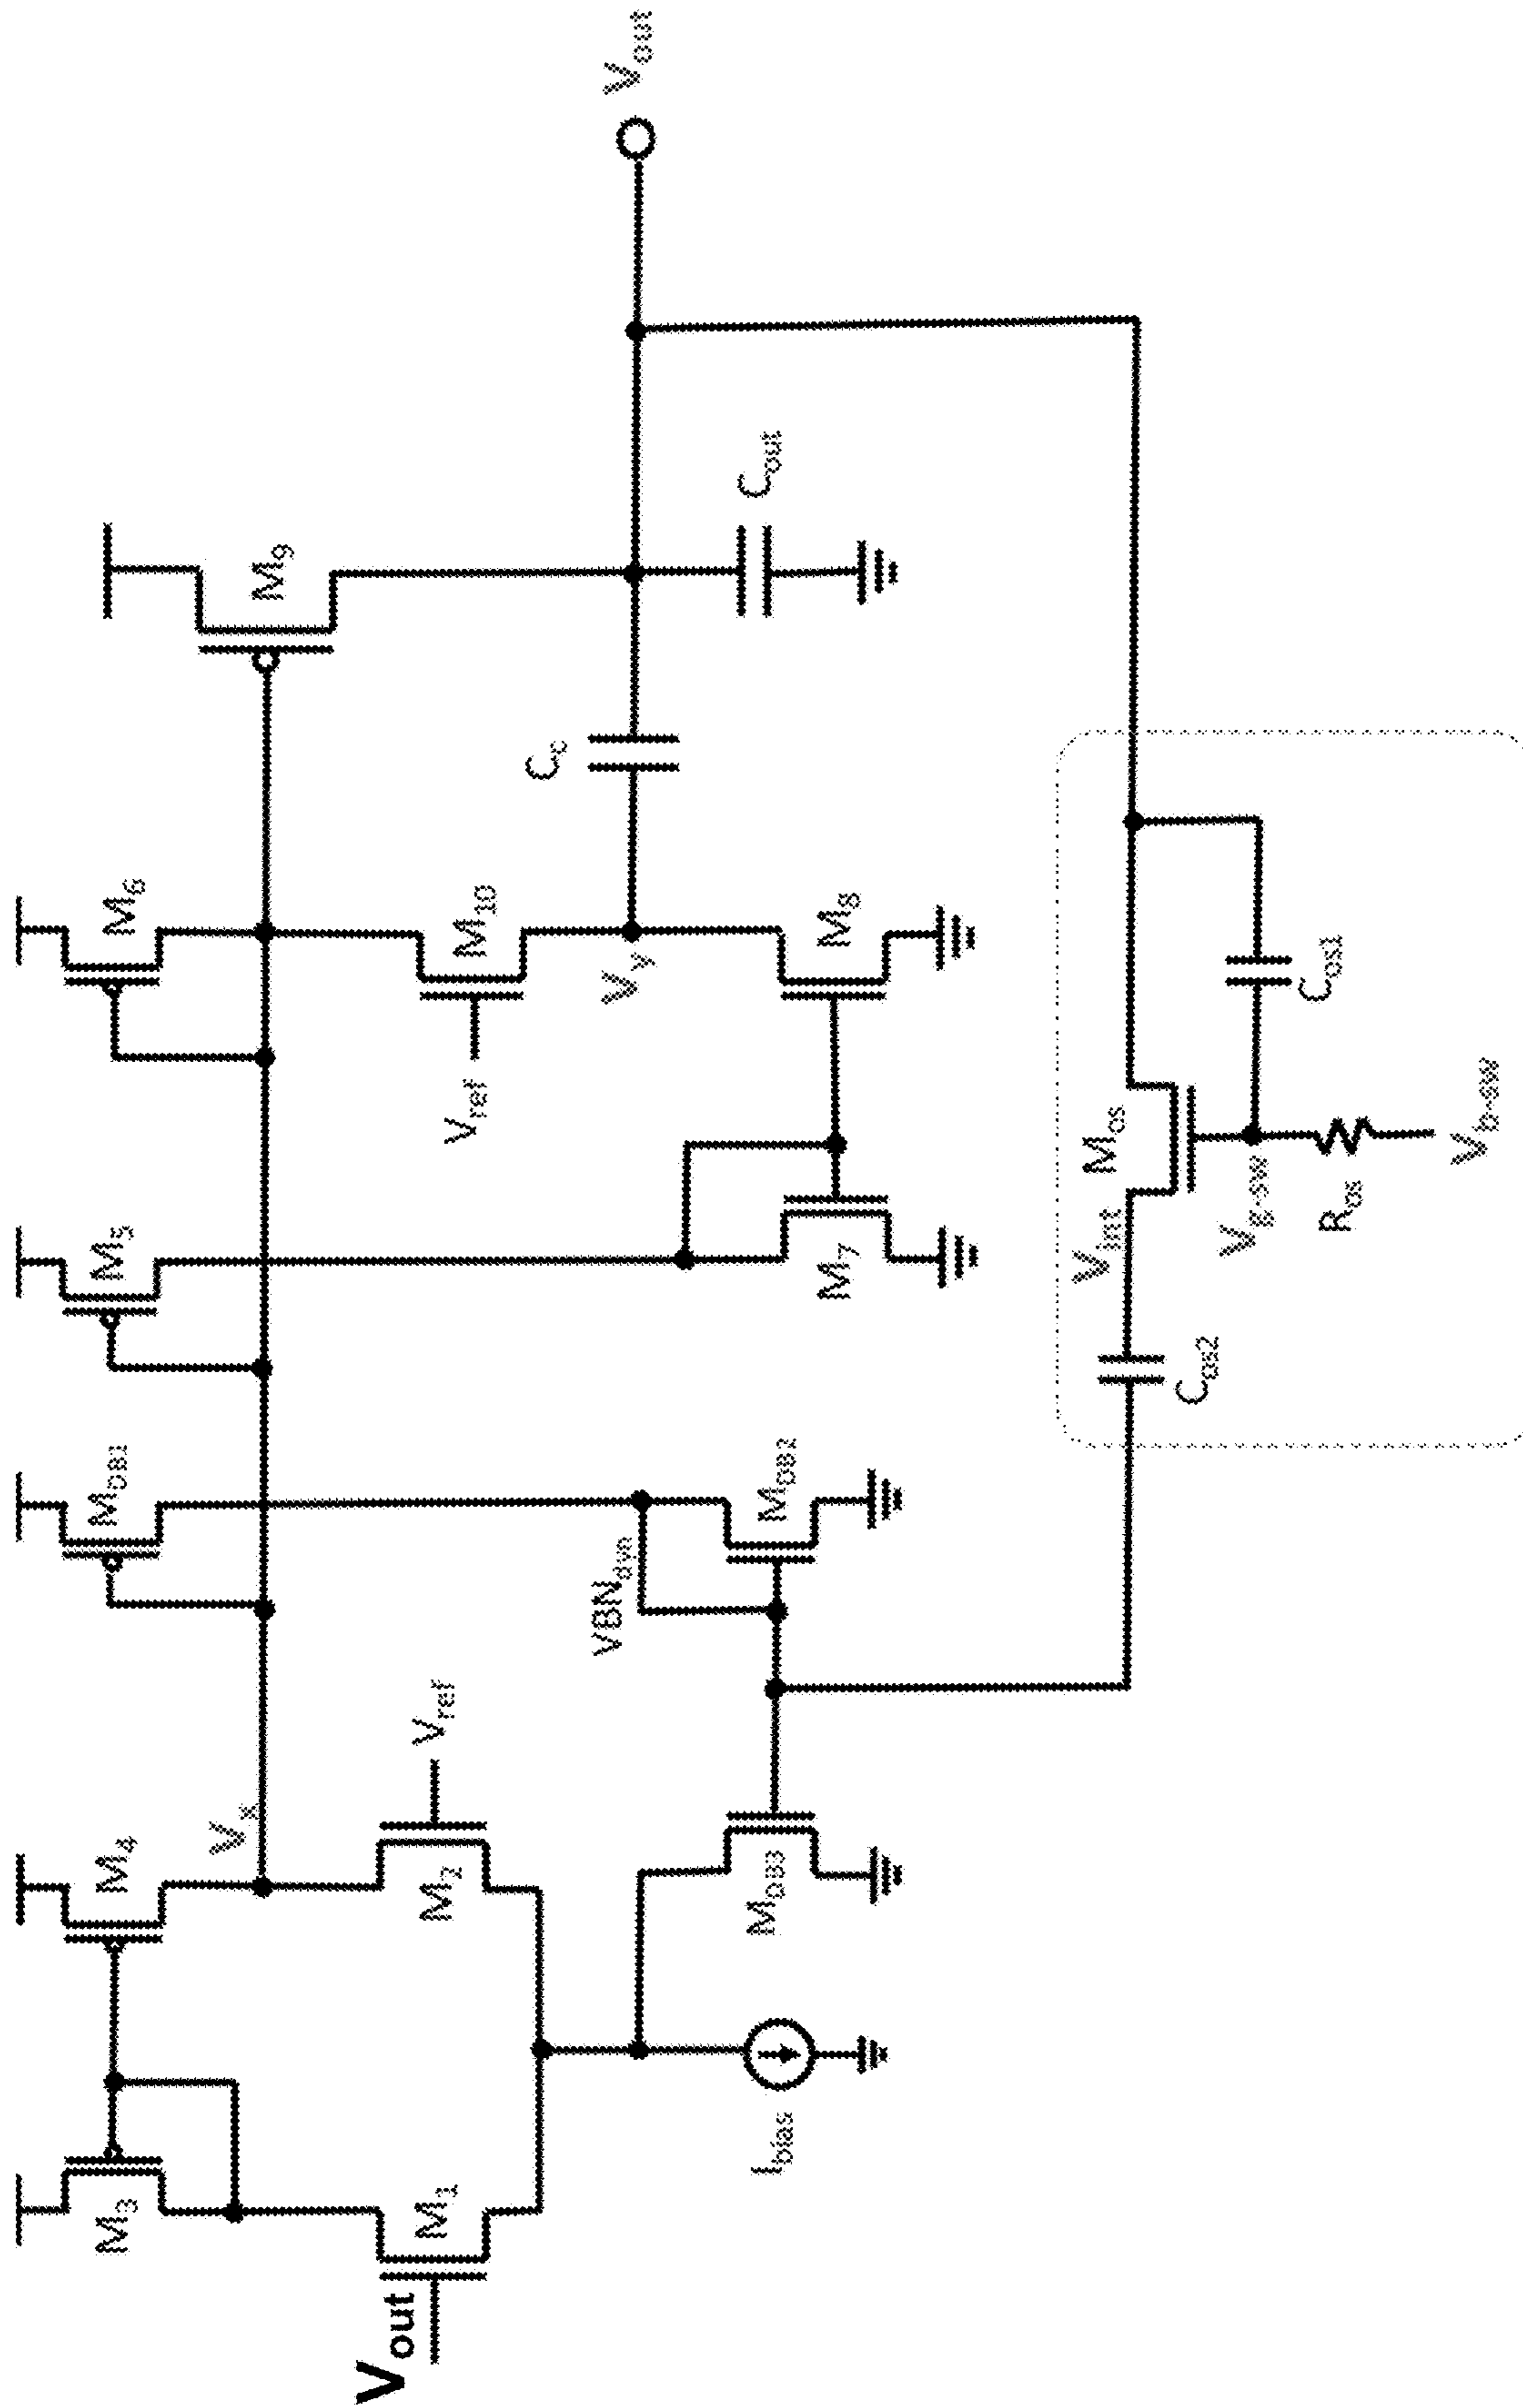 M3
M4
MDB1
M5
M6
M9
Vx
Vout
M1
M2
Vref
Vref
M10
Cc
Vout
VBNdyn
Vy
Ibias
MDB3
MDB2
M7
M8
Cout
Vint
Mos
Cos2
Vg-sw
Cos1
Ros
Vb-sw